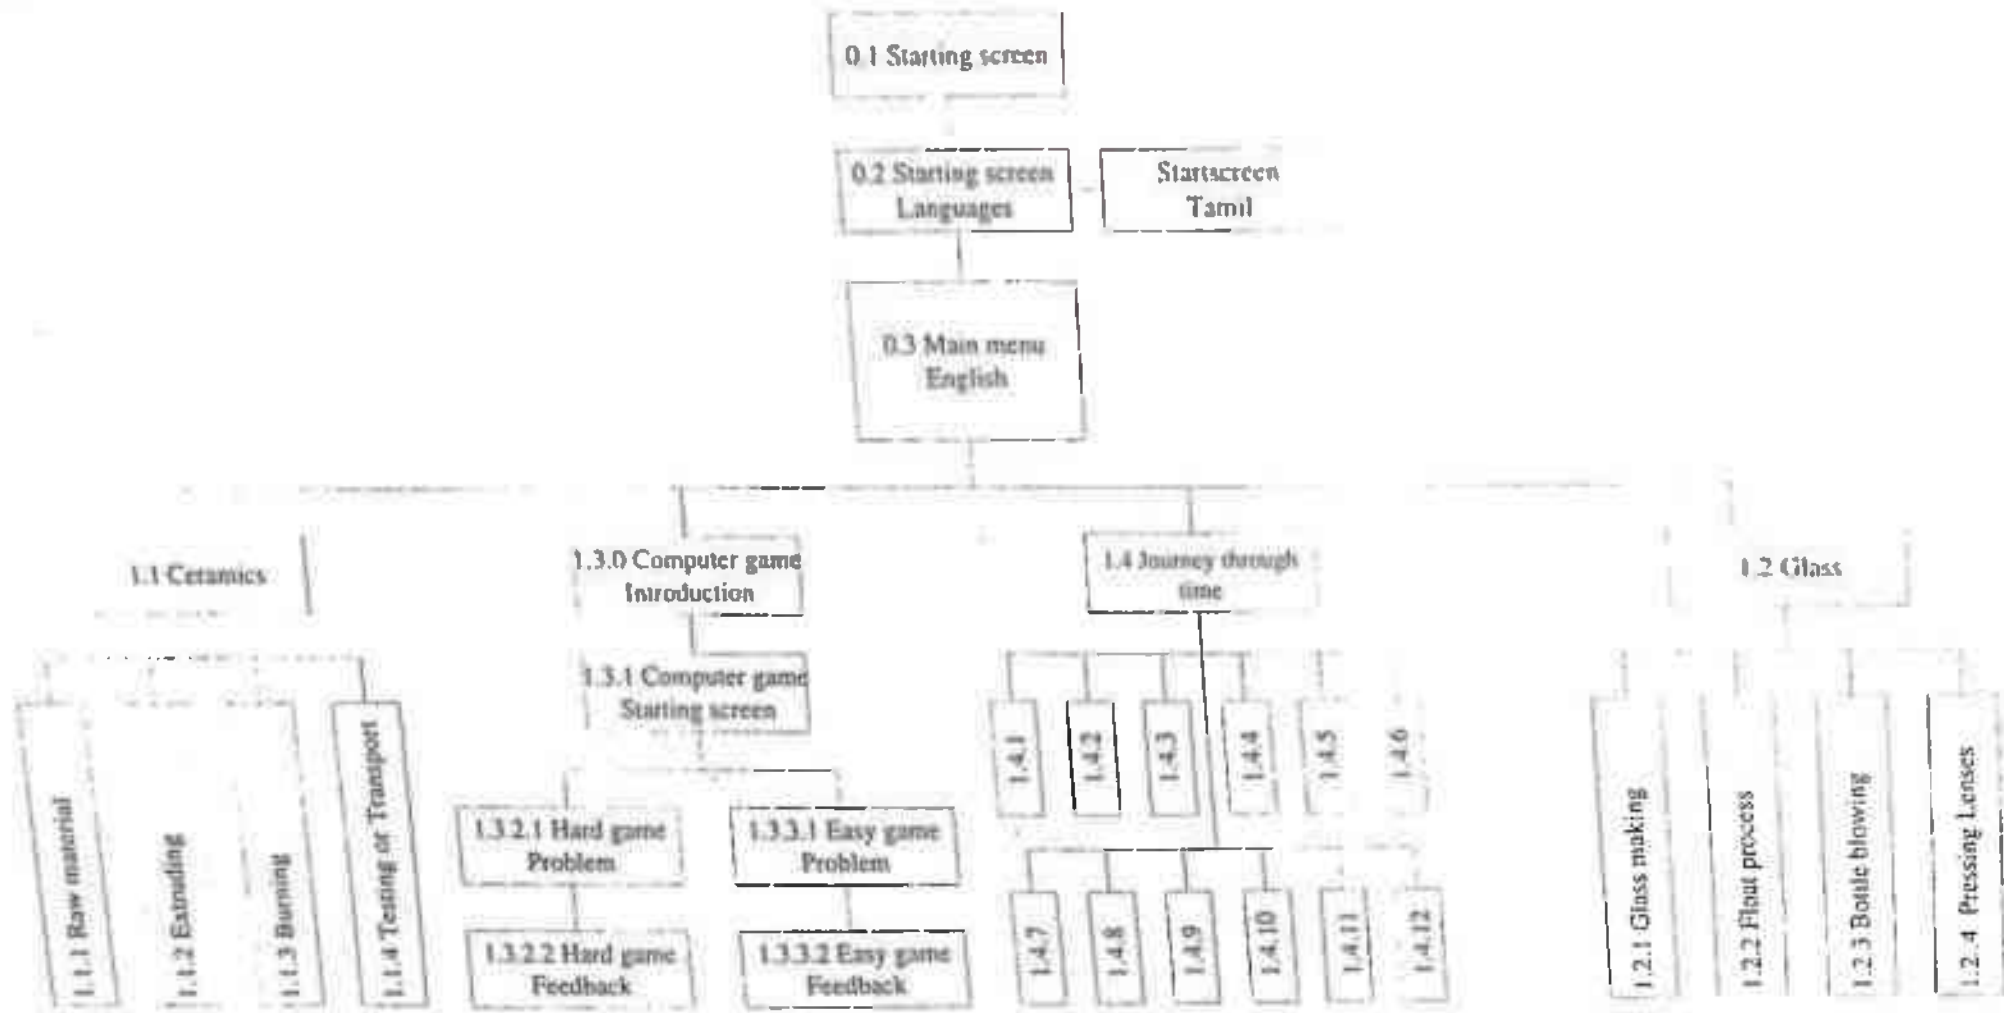 0.1 Starting screen
0.2 Starting screen
Languages
Startscreen
Tamil
0.3 Main menu
English
1.1 Ceramics
1.3.0 Computer game
Introduction
1.4 Journey through
time
1.2 Glass
1.3.1 Computer game
Starting screen
1.1.1 Raw material
1.1.2 Extruding
1.1.3 Burning
1.1.4 Testing or Transport
1.3.2.1 Hard game
Problem
1.3.3.1 Easy game
Problem
1.3.2.2 Hard game
Feedback
1.3.3.2 Easy game
Feedback
1.4.1
1.4.2
1.4.3
1.4.4
1.4.5
1.4.6
1.4.7
1.4.8
1.4.9
1.4.10
1.4.11
1.4.12
1.2.1 Glass making
1.2.2 Flout process
1.2.3 Bottle blowing
1.2.4 Pressing Lenses